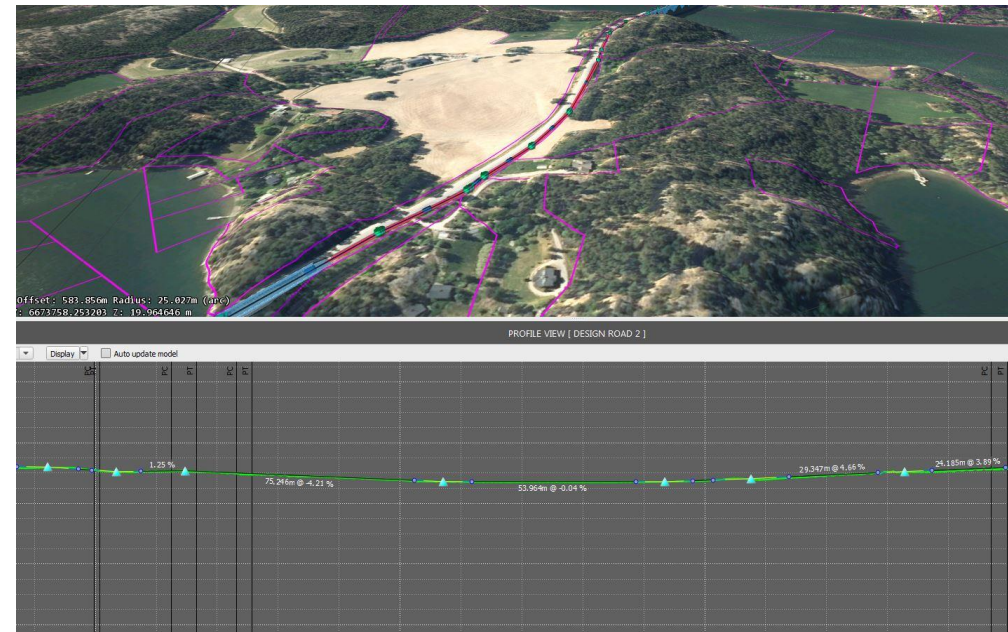 Offset: 583.856m Radius: 25.027m (arc)
: 6673758.253203 Z: 19.964646 m
PROFILE VIEW [ DESIGN ROAD 2 ]
Display Auto update model
PC PT PC PT PC PT PC PT
1.25 %
75.246m @ -4.21 %
53.964m @ -0.04 %
29.347m @ 4.66 %
24.185m @ 3.89 %